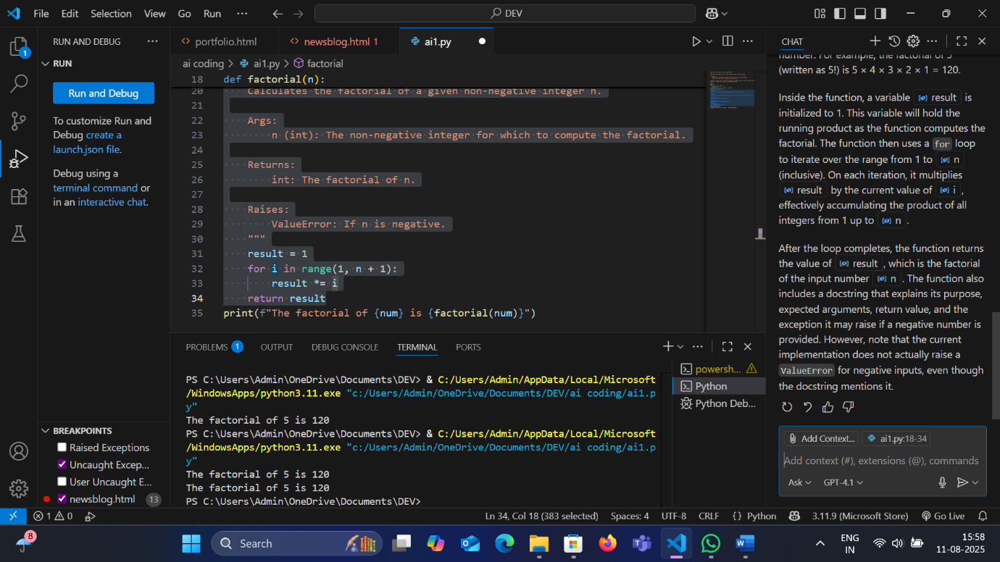 File Edit Selection View Go Run ··· DEV
RUN AND DEBUG ···
RUN
Run and Debug
To customize Run and
Debug create a
launch.json file.
Debug using a
terminal command or
in an interactive chat.
BREAKPOINTS
Raised Exceptions
Uncaught Excep...
User Uncaught E...
newsblog.html 13
portfolio.html newsblog.html 1 ai1.py
ai coding > ai1.py > factorial
18 def factorial(n):
20 Calculates the factorial of a given non-negative integer n.
21
22 Args:
23 n (int): The non-negative integer for which to compute the factorial.
24
25 Returns:
26 int: The factorial of n.
27
28 Raises:
29 ValueError: If n is negative.
30 """
31 result = 1
32 for i in range(1, n + 1):
33 result *= i
34 return result
35 print(f"The factorial of {num} is {factorial(num)}")
PROBLEMS 1 OUTPUT DEBUG CONSOLE TERMINAL PORTS
PS C:\Users\Admin\OneDrive\Documents\DEV> & C:/Users/Admin/AppData/Local/Microsoft
/WindowsApps/python3.11.exe "c:/Users/Admin/OneDrive/Documents/DEV/ai coding/ai1.p
y"
The factorial of 5 is 120
PS C:\Users\Admin\OneDrive\Documents\DEV> & C:/Users/Admin/AppData/Local/Microsoft
/WindowsApps/python3.11.exe "c:/Users/Admin/OneDrive/Documents/DEV/ai coding/ai1.p
y"
The factorial of 5 is 120
The factorial of 5 is 120
PS C:\Users\Admin\OneDrive\Documents\DEV>
powersh...
Python
Python Deb...
CHAT
number. For example, the factorial of 5
(written as 5!) is 5 × 4 × 3 × 2 × 1 = 120.
Inside the function, a variable result is
initialized to 1. This variable will hold the
running product as the function computes the
factorial. The function then uses a for loop
to iterate over the range from 1 to n
(inclusive). On each iteration, it multiplies
result by the current value of i ,
effectively accumulating the product of all
integers from 1 up to n .
After the loop completes, the function returns
the value of result , which is the factorial
of the input number n . The function also
includes a docstring that explains its purpose,
expected arguments, return value, and the
exception it may raise if a negative number is
provided. However, note that the current
implementation does not actually raise a
ValueError for negative inputs, even though
the docstring mentions it.
Add Context... ai1.py:18-34
Add context (#), extensions (@), commands
Ask GPT-4.1
1 0 Ln 34, Col 18 (383 selected) Spaces: 4 UTF-8 CRLF {} Python 3.11.9 (Microsoft Store) Go Live
8 Search ENG
IN 15:58
11-08-2025